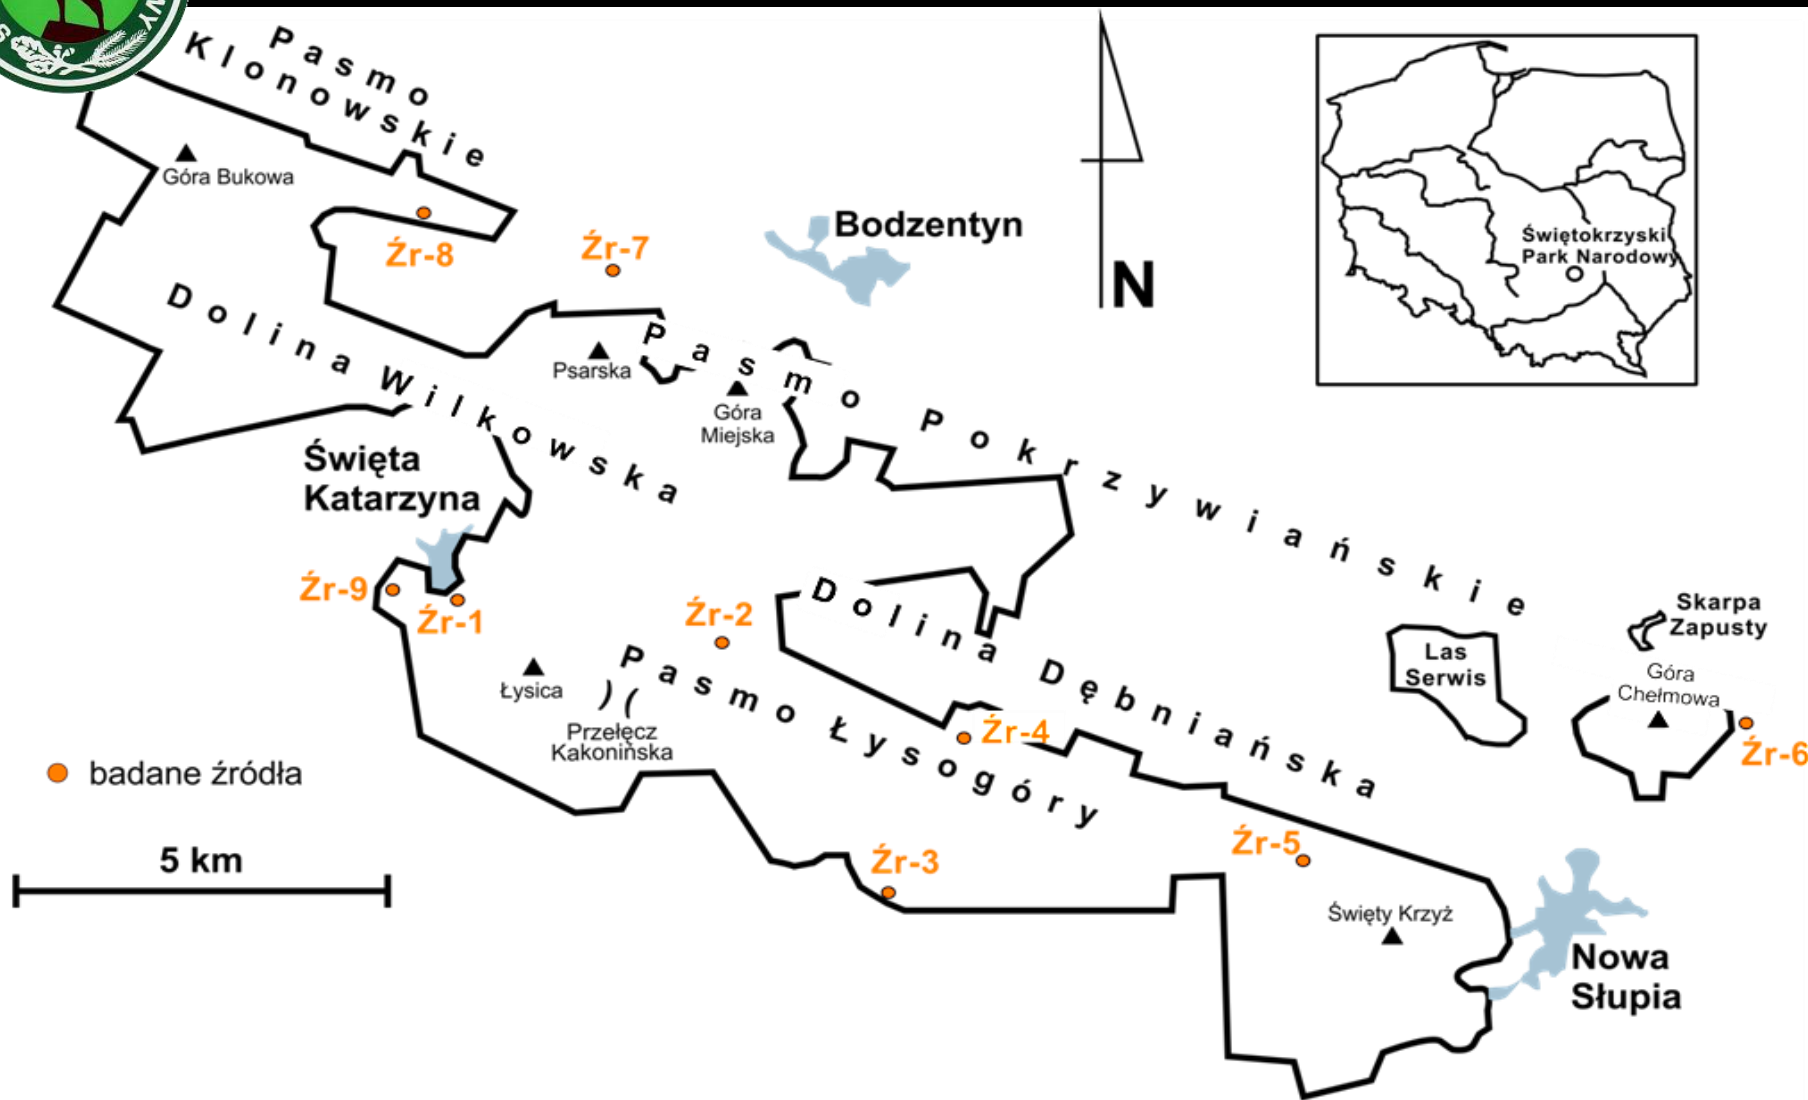 Pasmo
Klonowskie
Góra Bukowa
Źr-8
Źr-7
Bodzentyn
N
Świętokrzyski
Park Narodowy
Dolina Wilkowska
Psarska
Pasmo Pokrzywiańskie
Góra
Miejska
Święta
Katarzyna
Źr-9
Źr-1
Źr-2
Dolina Dębniańska
Skarpa
Zapusty
Las
Serwis
Góra
Chełmowa
Źr-6
Łysica
Pasmo Łysogóry
Przełęcz
Kakonińska
Źr-4
badane źródła
5 km
Źr-3
Źr-5
Święty Krzyż
Nowa
Słupia